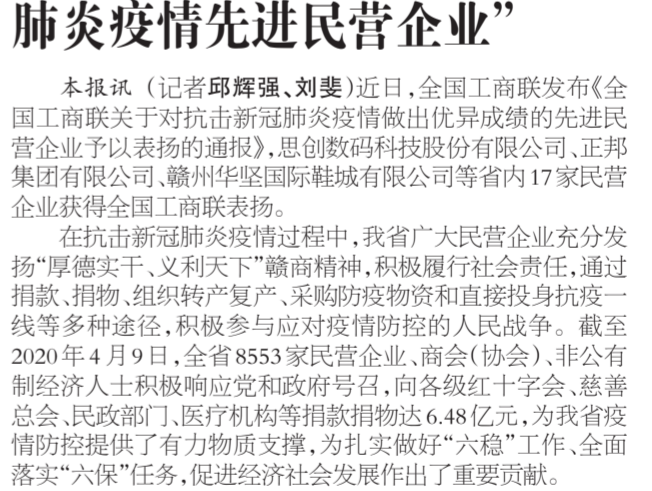 肺炎疫情先进民营企业”
本报讯 （记者邱辉强、刘斐）近日，全国工商联发布《全
国工商联关于对抗击新冠肺炎疫情做出优异成绩的先进民
营企业予以表扬的通报》，思创数码科技股份有限公司、正邦
集团有限公司、赣州华坚国际鞋城有限公司等省内17家民营
企业获得全国工商联表扬。
在抗击新冠肺炎疫情过程中，我省广大民营企业充分发
扬“厚德实干、义利天下”赣商精神，积极履行社会责任，通过
捐款、捐物、组织转产复产、采购防疫物资和直接投身抗疫一
线等多种途径，积极参与应对疫情防控的人民战争。截至
2020年4月9日，全省8553家民营企业、商会（协会）、非公有
制经济人士积极响应党和政府号召，向各级红十字会、慈善
总会、民政部门、医疗机构等捐款捐物达6.48亿元，为我省疫
情防控提供了有力物质支撑，为扎实做好“六稳”工作、全面
落实“六保”任务，促进经济社会发展作出了重要贡献。